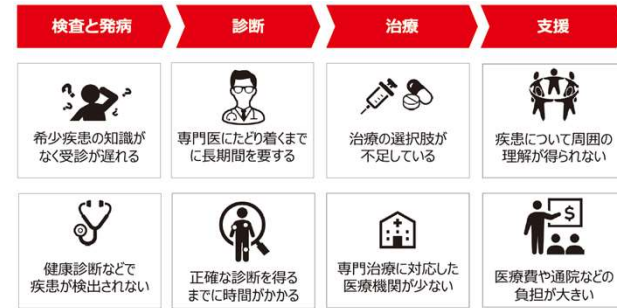 検査と発病
診断
治療
支援
希少疾患の知識が
なく受診が遅れる
専門医にたどり着くまで
に長期間を要する
治療の選択肢が
不足している
疾患について周囲の
理解が得られない
健康診断などで
疾患が検出されない
正確な診断を得る
までに時間がかかる
専門治療に対応した
医療機関が少ない
$
医療費や通院などの
負担が大きい